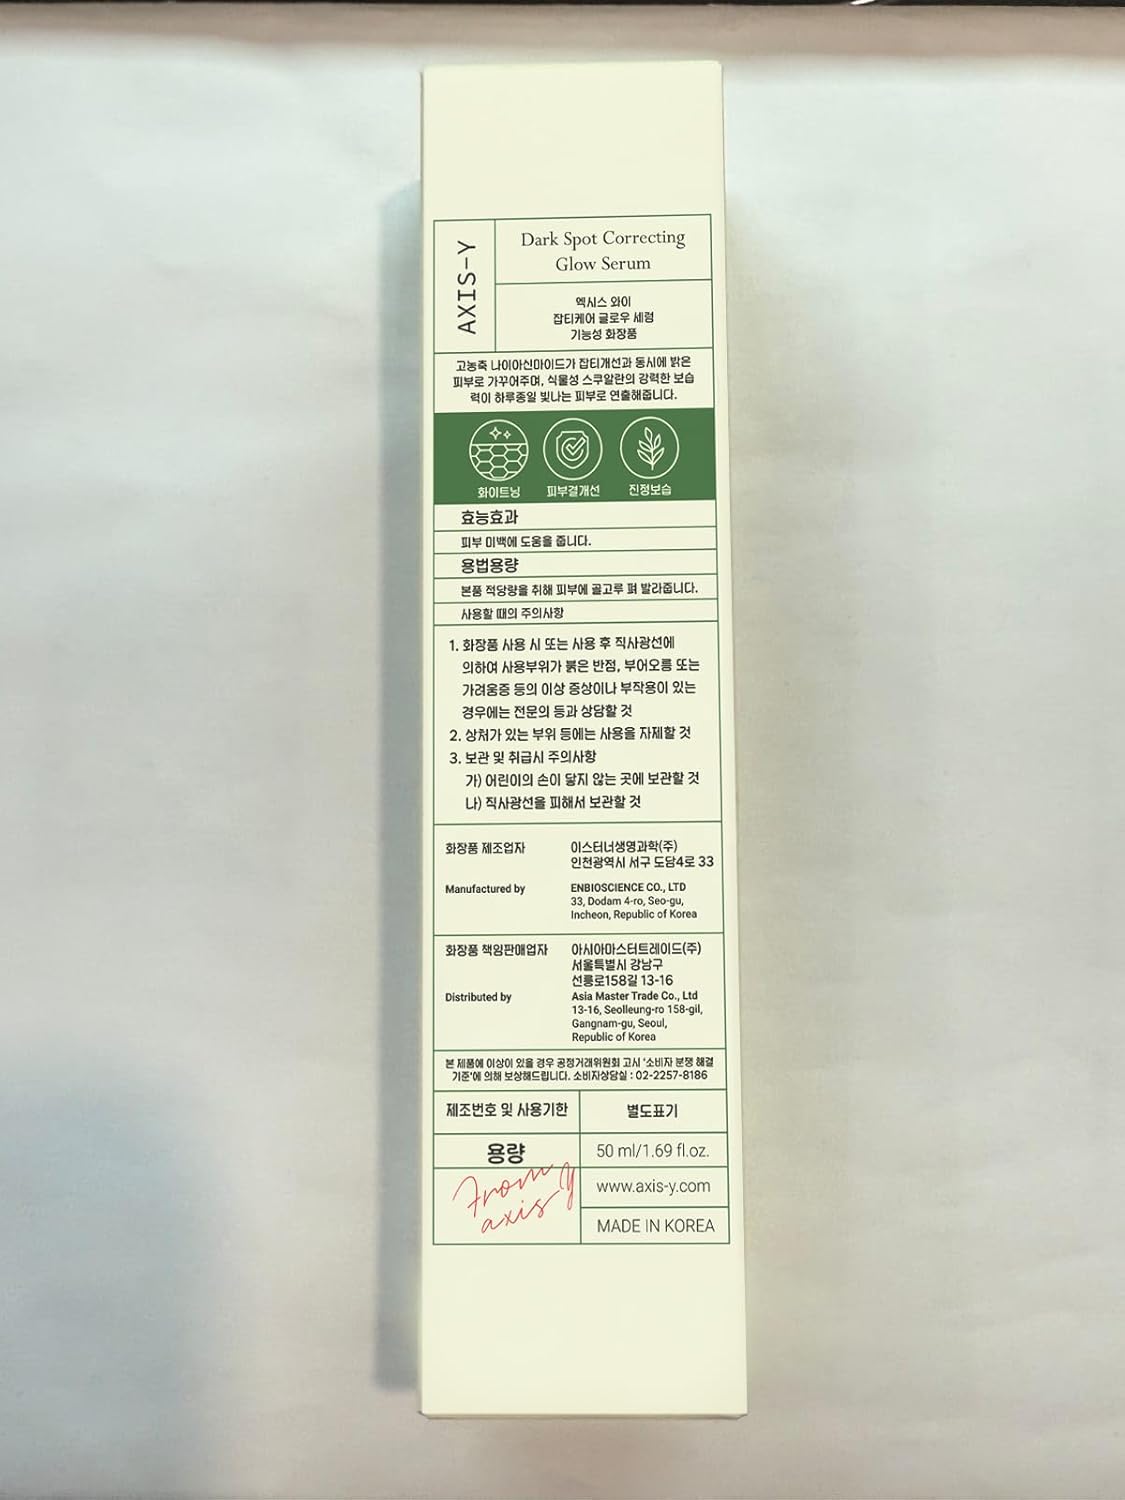 AXIS-Y
Dark Spot Correcting
Glow Serum
엑시스 와이
잡티케어 글로우 세럼
기능성 화장품
고농축 나이아신마이드가 잡티개선과 동시에 밝은
피부로 가꾸어주며, 식물성 스쿠알란의 강력한 보습
력이 하루종일 빛나는 피부로 연출해줍니다.
화이트닝
피부결개선
진정보습
효능효과
피부 미백에 도움을 줍니다.
용법용량
본품 적당량을 취해 피부에 골고루 펴 발라줍니다.
사용할 때의 주의사항
1. 화장품 사용 시 또는 사용 후 직사광선에
의하여 사용부위가 붉은 반점, 부어오름 또는
가려움증 등의 이상 증상이나 부작용이 있는
경우에는 전문의 등과 상담할 것
2. 상처가 있는 부위 등에는 사용을 자제할 것
3. 보관 및 취급시 주의사항
가) 어린이의 손이 닿지 않는 곳에 보관할 것
나) 직사광선을 피해서 보관할 것
화장품 제조업자
이스터너생명과학(주)
인천광역시 서구 도담4로 33
Manufactured by
ENBIOSCIENCE CO., LTD
33, Dodam 4-ro, Seo-gu,
Incheon, Republic of Korea
화장품 책임판매업자
아시아마스터트레이드(주)
서울특별시 강남구
선릉로158길 13-16
Distributed by
Asia Master Trade Co., Ltd
13-16, Seolleung-ro 158-gil,
Gangnam-gu, Seoul,
Republic of Korea
본 제품에 이상이 있을 경우 공정거래위원회 고시 '소비자 분쟁 해결
기준'에 의해 보상해드립니다. 소비자상담실 : 02-2257-8186
제조번호 및 사용기한
별도표기
용량
50 ml/1.69 fl.oz.
From
axis-y
www.axis-y.com
MADE IN KOREA